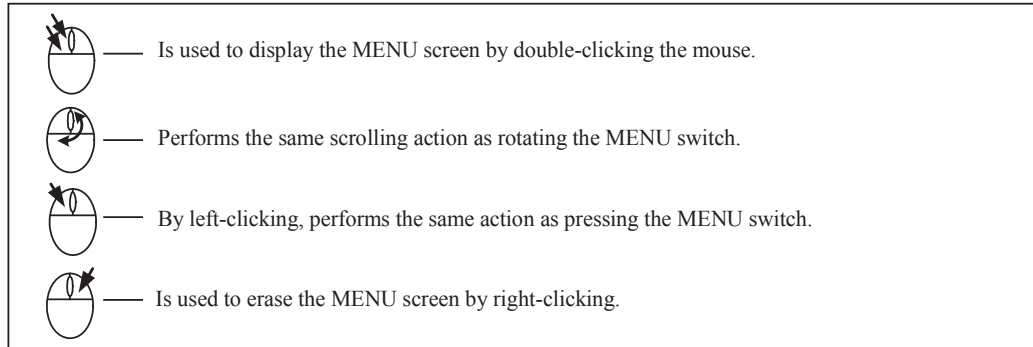 Is used to display the MENU screen by double-clicking the mouse.
Performs the same scrolling action as rotating the MENU switch.
By left-clicking, performs the same action as pressing the MENU switch.
Is used to erase the MENU screen by right-clicking.